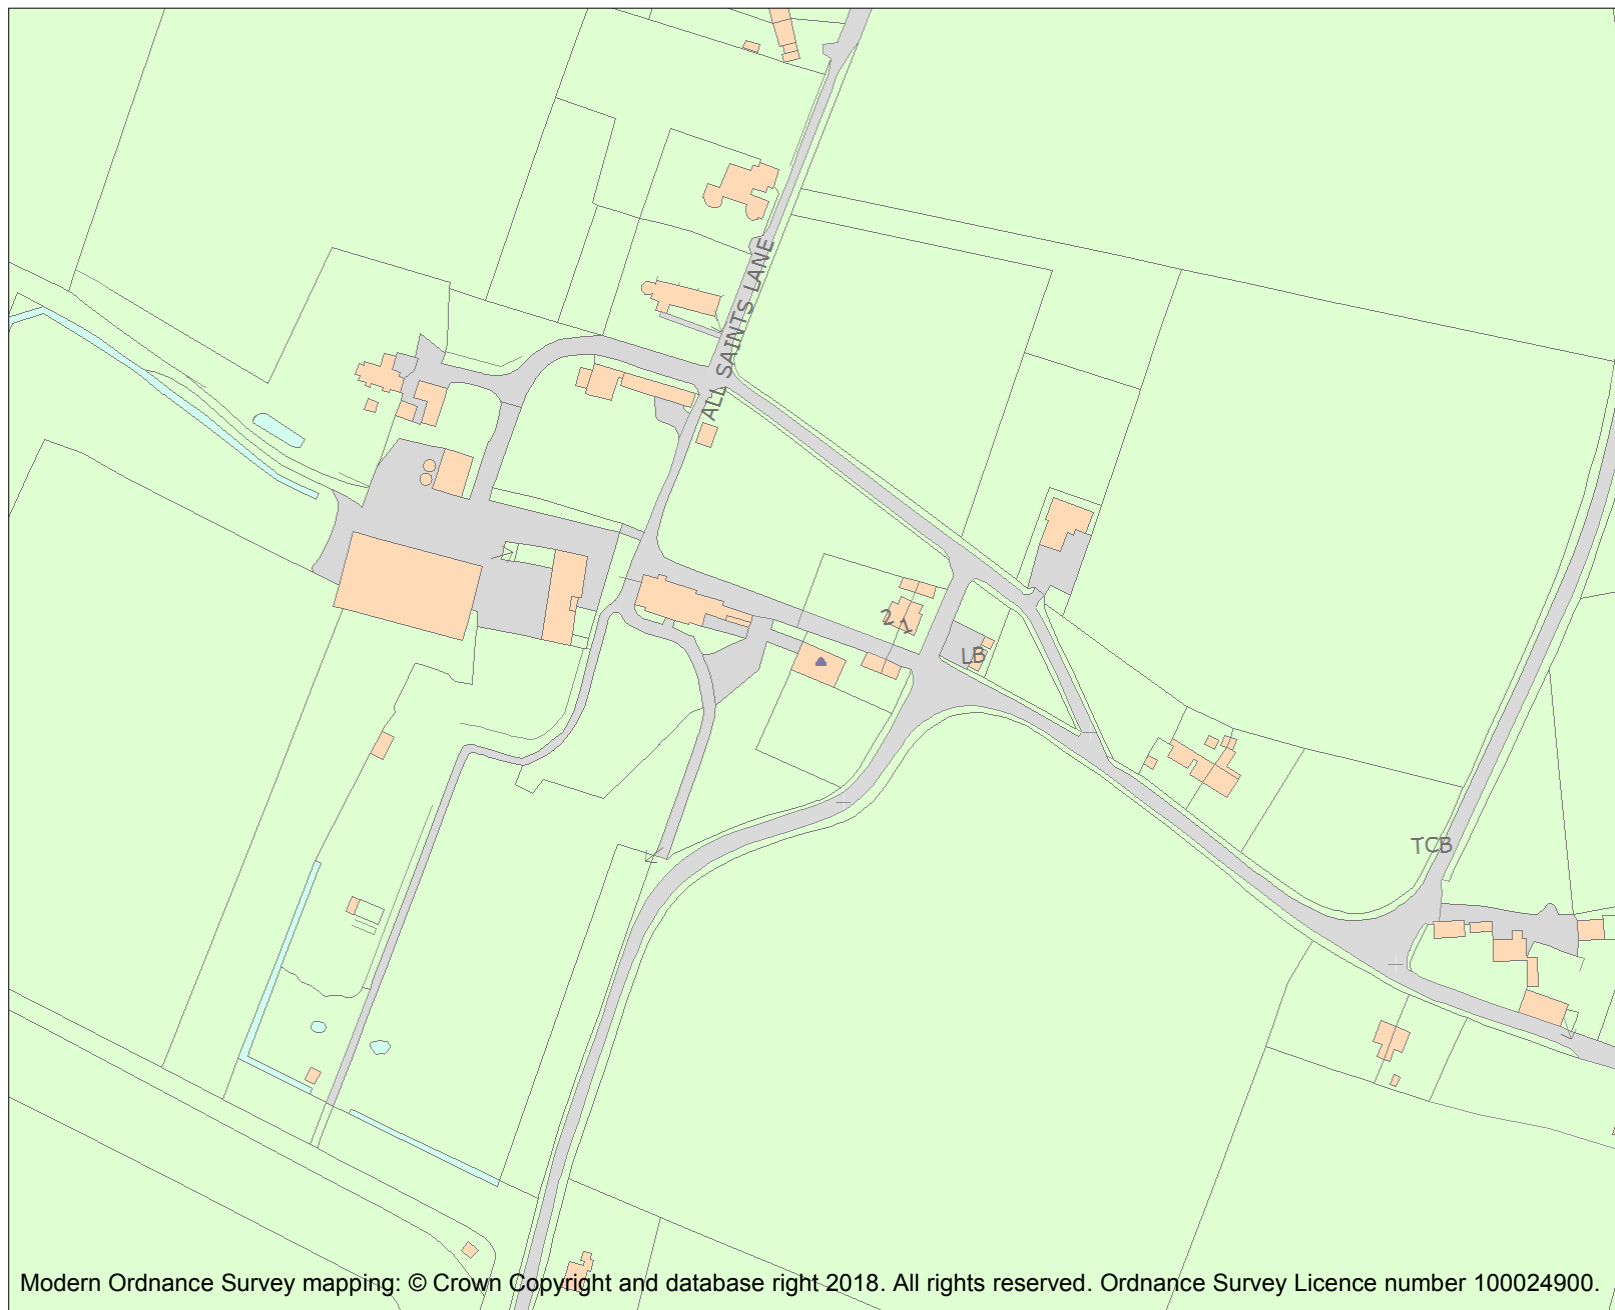 ALL SAINTS LANE
2
1
LB
TCB
Modern Ordnance Survey mapping: © Crown Copyright and database right 2018. All rights reserved. Ordnance Survey Licence number 100024900.